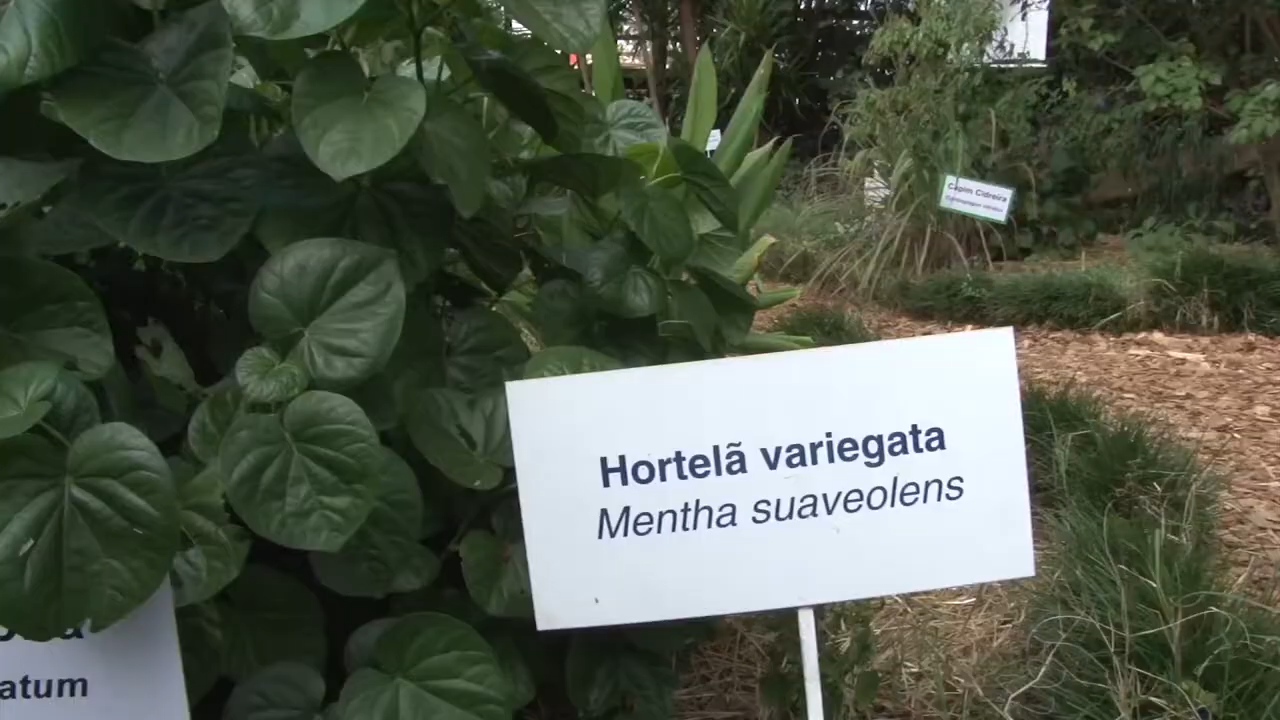 Capim Cidreira
Hortelã variegata
Mentha suaveolens
atum